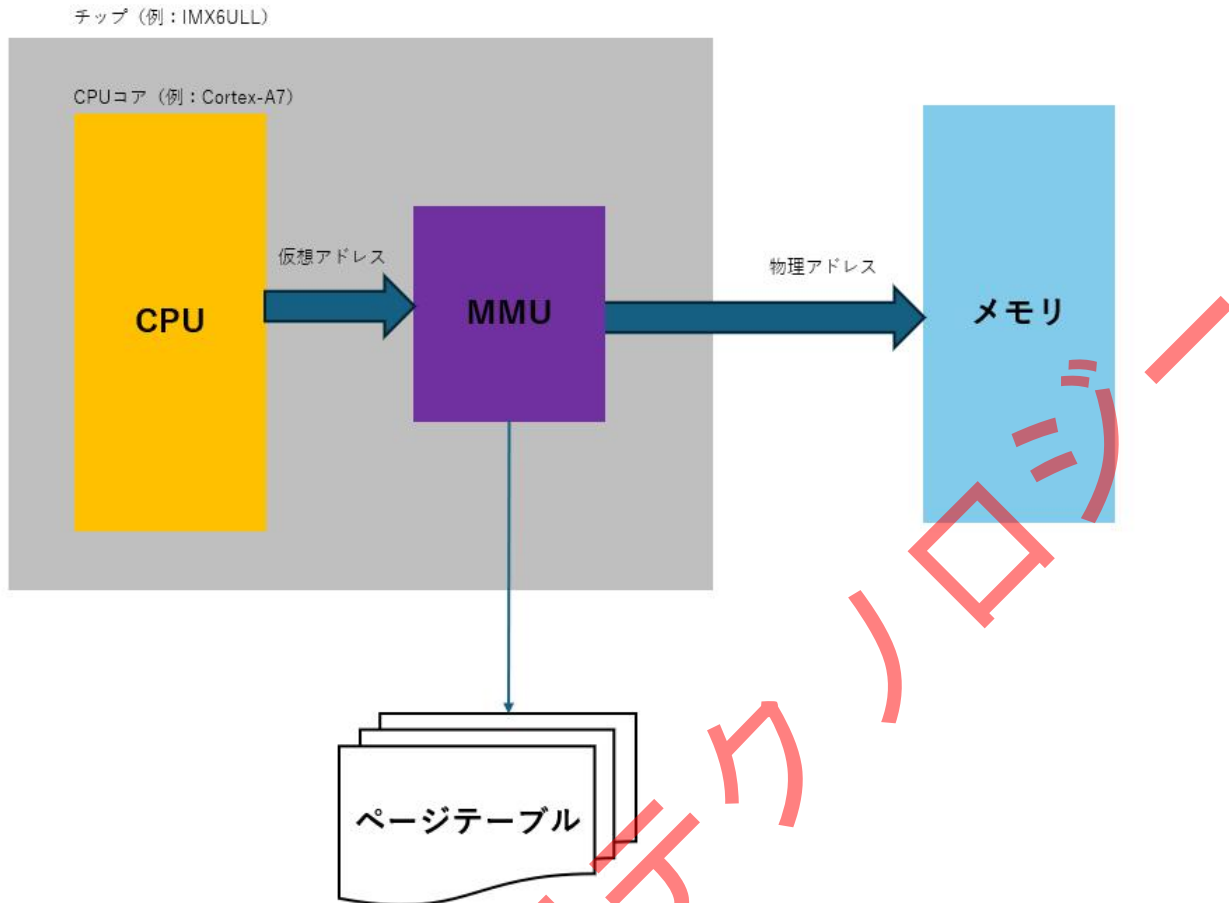 チップ（例：IMX6ULL）
CPUコア（例：Cortex-A7）
仮想アドレス
物理アドレス
CPU
MMU
メモリ
ページテーブル
テクノロジー